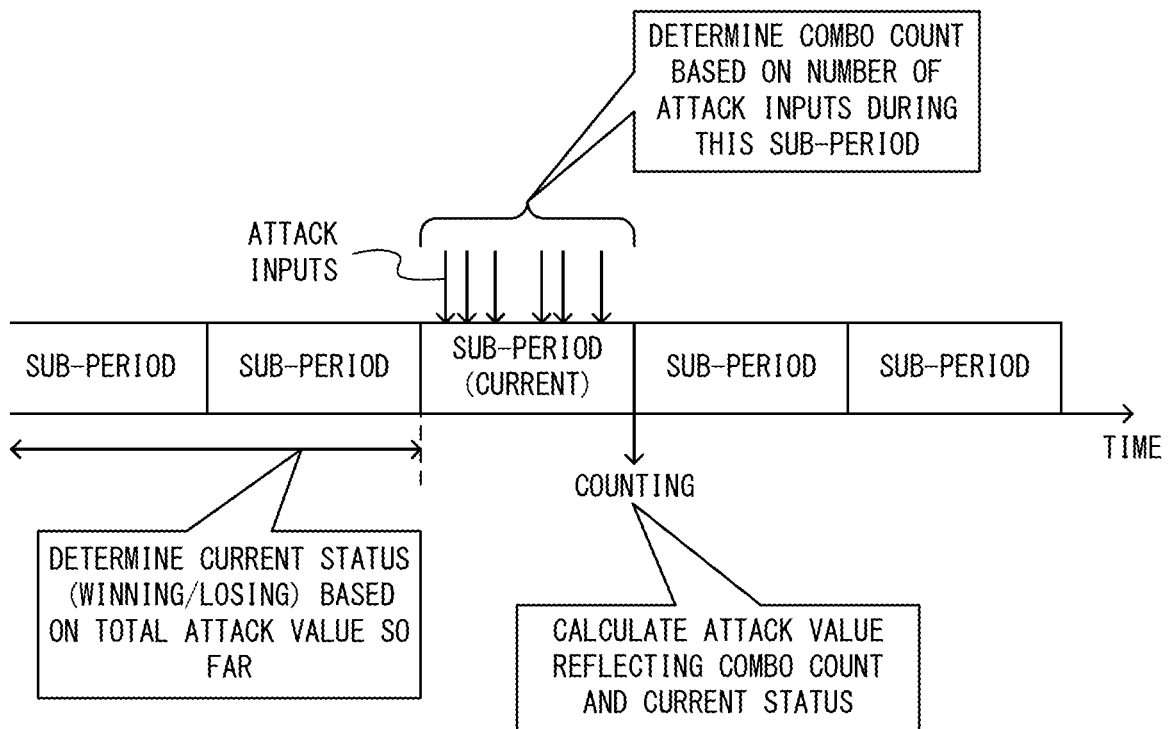 DETERMINE COMBO COUNT
BASED ON NUMBER OF
ATTACK INPUTS DURING
THIS SUB-PERIOD
ATTACK
INPUTS
SUB-PERIOD
SUB-PERIOD
SUB-PERIOD
(CURRENT)
SUB-PERIOD
SUB-PERIOD
TIME
COUNTING
DETERMINE CURRENT STATUS
(WINNING/LOSING) BASED
ON TOTAL ATTACK VALUE SO
FAR
CALCULATE ATTACK VALUE
REFLECTING COMBO COUNT
AND CURRENT STATUS